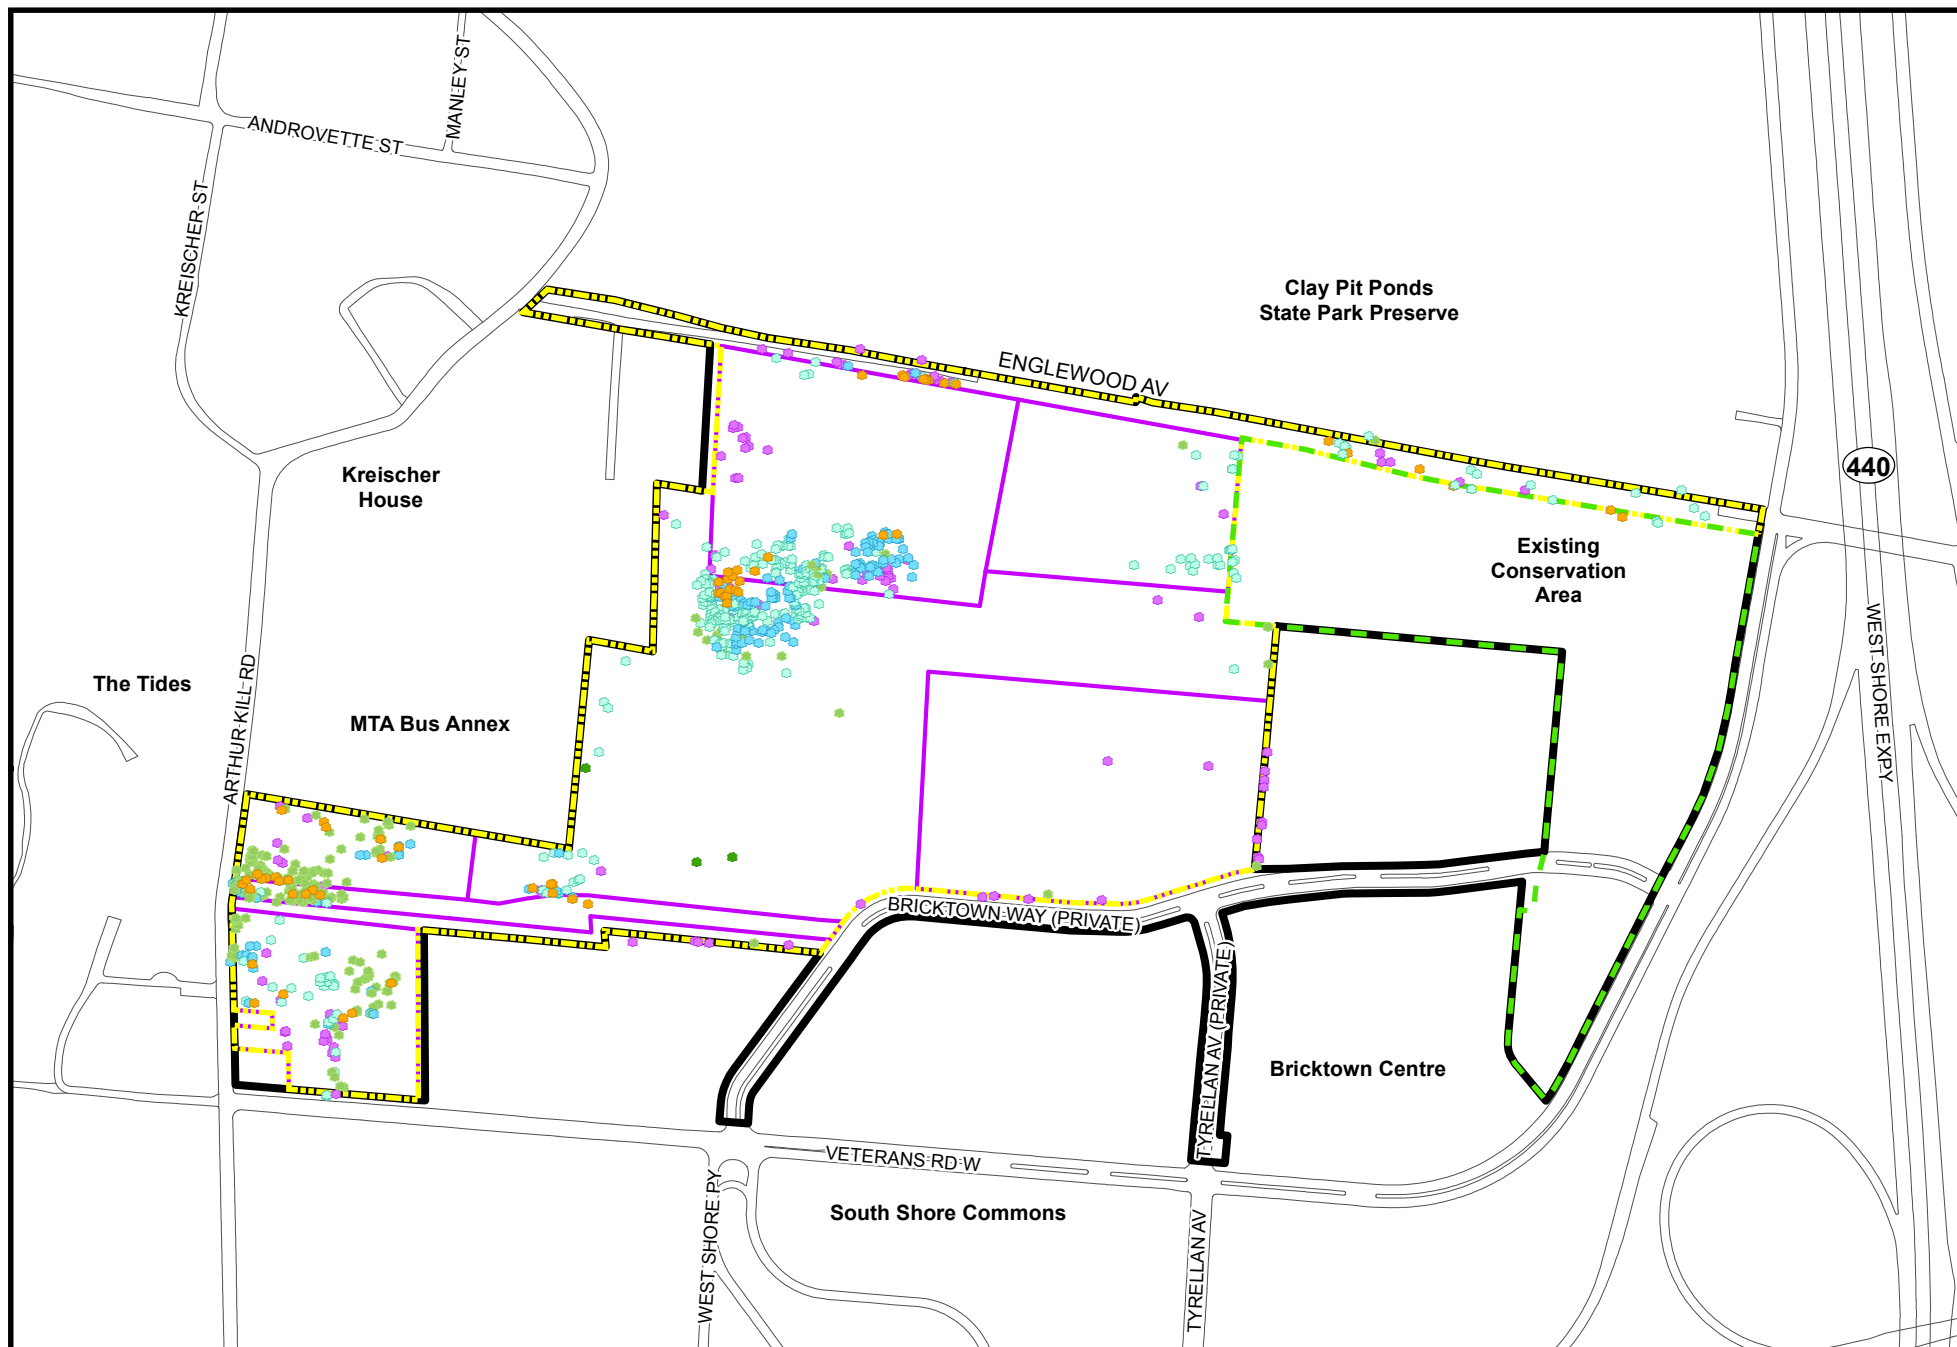 MANLEY ST
ANDROVETTE ST
KREISCHER ST
Clay Pit Ponds
State Park Preserve
ENGLEWOOD AV
Kreischer
House
440
Existing
Conservation
Area
The Tides
ARTHUR KILL RD
MTA Bus Annex
WEST SHORE EXPY
BRICKTOWN WAY (PRIVATE)
TYRELLAN AV (PRIVATE)
Bricktown Centre
VETERANS RD W
South Shore Commons
WEST SHORE PY
TYRELLAN AV